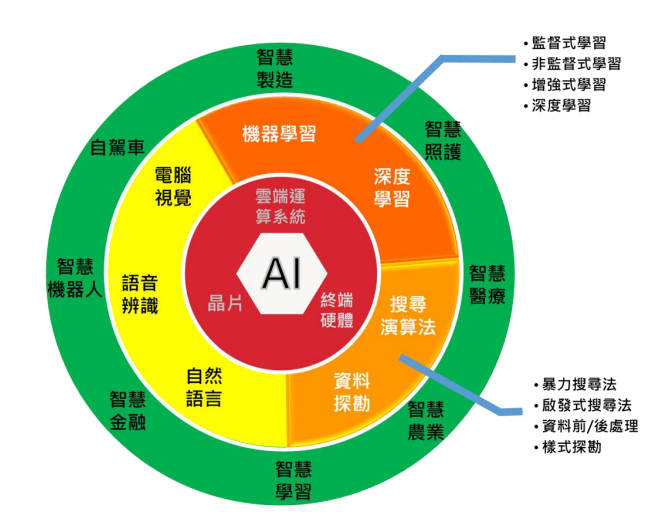 智慧
製造
• 監督式學習
• 非監督式學習
• 增強式學習
• 深度學習
自駕車
機器學習
智慧
照護
電腦
視覺
深度
學習
雲端運
算系統
智慧
機器人
語音
辨識
AI
晶片
終端
硬體
搜尋
演算法
智慧
醫療
自然
語言
資料
探勘
智慧
金融
智慧
農業
• 暴力搜尋法
• 啟發式搜尋法
• 資料前/後處理
• 樣式探勘
智慧
學習